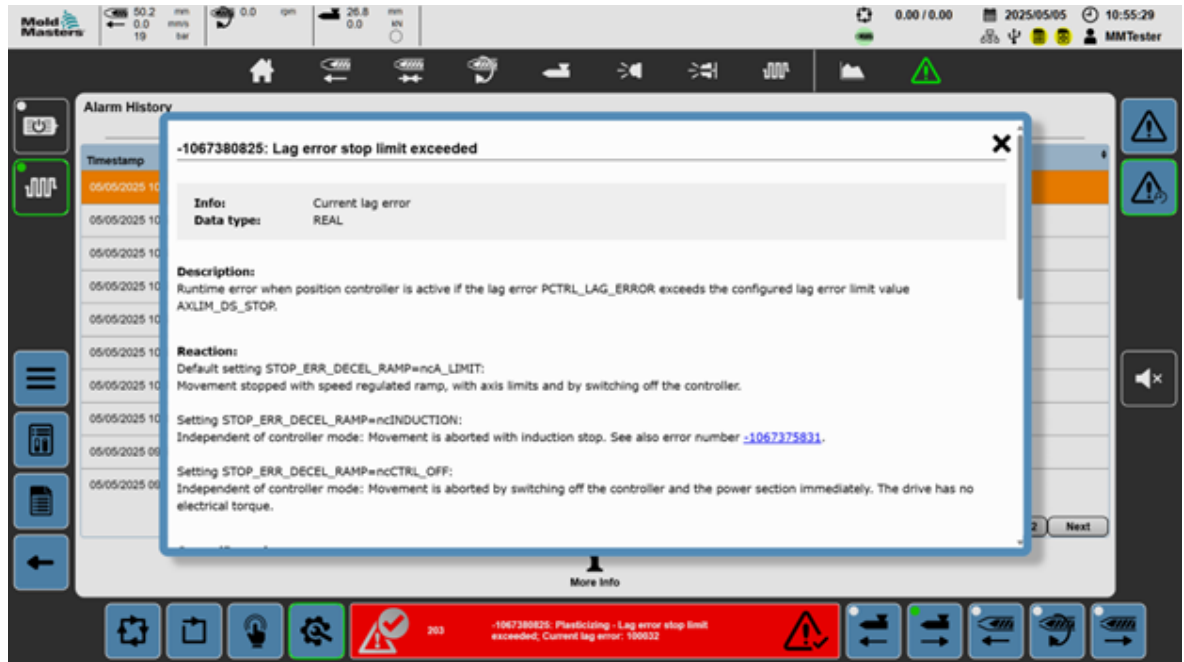 Mold
Masters
50.2 mm
0.0 mm/s
19 bar
0.0 rpm
26.8 mm
0.0 kN
0.00 / 0.00
2025/05/05
10:55:29
MMTester
Alarm History
Timestamp
05/05/2025 10
05/05/2025 10
05/05/2025 10
05/05/2025 10
05/05/2025 10
05/05/2025 10
05/05/2025 10
05/05/2025 10
05/05/2025 09
05/05/2025 09
-1067380825: Lag error stop limit exceeded
Info: Current lag error
Data type: REAL
Description:
Runtime error when position controller is active if the lag error PCTRL_LAG_ERROR exceeds the configured lag error limit value
AXLIM_DS_STOP.
Reaction:
Default setting STOP_ERR_DECEL_RAMP=ncA_LIMIT:
Movement stopped with speed regulated ramp, with axis limits and by switching off the controller.
Setting STOP_ERR_DECEL_RAMP=ncINDUCTION:
Independent of controller mode: Movement is aborted with induction stop. See also error number -1067375831.
Setting STOP_ERR_DECEL_RAMP=ncCTRL_OFF:
Independent of controller mode: Movement is aborted by switching off the controller and the power section immediately. The drive has no
electrical torque.
2 Next
More Info
203
-1067380825: Plasticizing - Lag error stop limit
exceeded; Current lag error: 100032